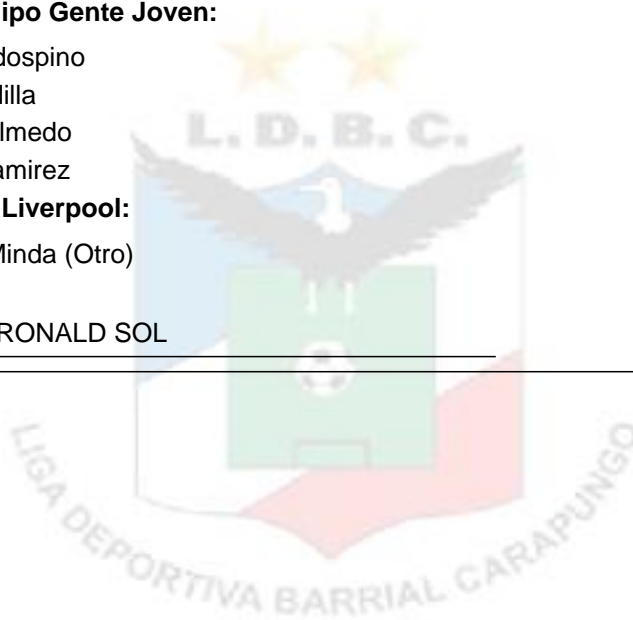 ipo Gente Joven:
dospino
lilla
lmedo
amirez
Liverpool:
Minda (Otro)
RONALD SOL
L. D. B. C.
LIGA DEPORTIVA BARRIAL CARAPUNGO